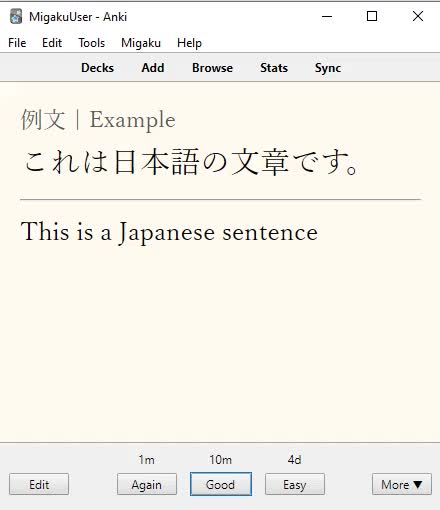 MigakuUser - Anki
File Edit Tools Migaku Help
Decks Add Browse Stats Sync
例文｜Example
これは日本語の文章です。
This is a Japanese sentence
1m 10m 4d
Edit Again Good Easy More ▼